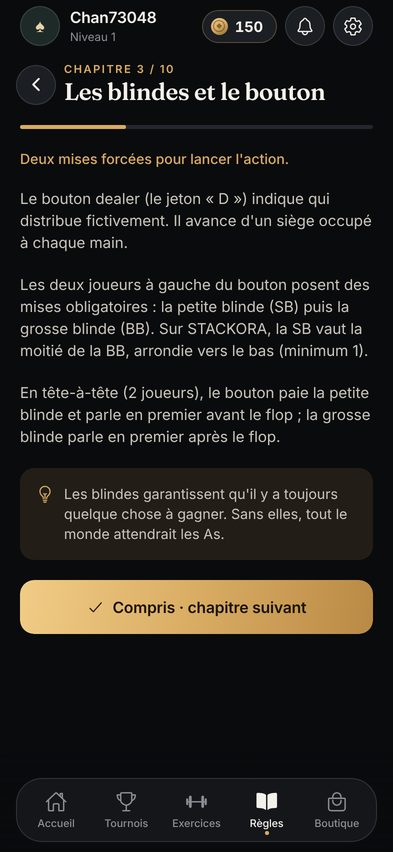 Chan73048
Niveau 1
150
CHAPITRE 3 / 10
Les blindes et le bouton
Deux mises forcées pour lancer l'action.
Le bouton dealer (le jeton « D ») indique qui
distribue fictivement. Il avance d'un siège occupé
à chaque main.
Les deux joueurs à gauche du bouton posent des
mises obligatoires : la petite blinde (SB) puis la
grosse blinde (BB). Sur STACKORA, la SB vaut la
moitié de la BB, arrondie vers le bas (minimum 1).
En tête-à-tête (2 joueurs), le bouton paie la petite
blinde et parle en premier avant le flop ; la grosse
blinde parle en premier après le flop.
Les blindes garantissent qu'il y a toujours
quelque chose à gagner. Sans elles, tout le
monde attendrait les As.
Compris · chapitre suivant
Accueil
Tournois
Exercices
Règles
Boutique